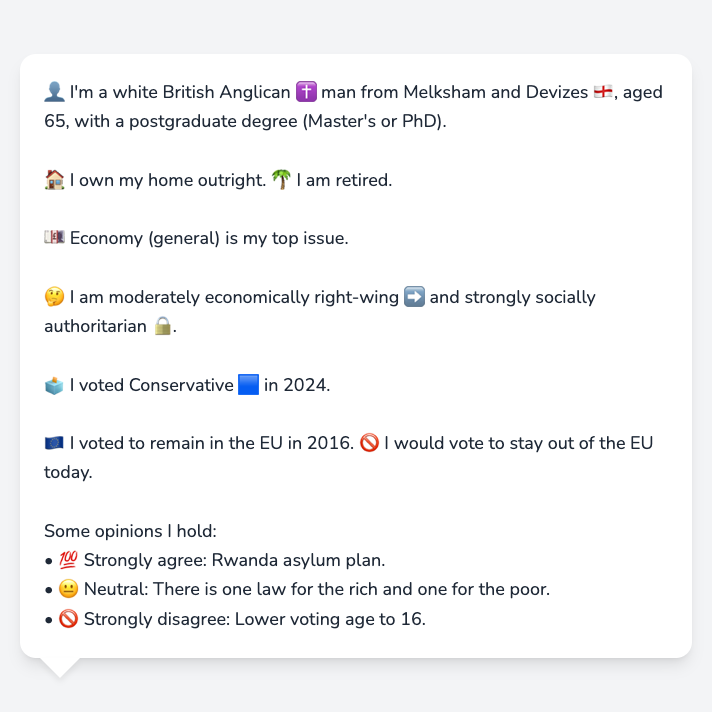 👤 I'm a white British Anglican ✝️ man from Melksham and Devizes 🏴󠁧󠁢󠁥󠁮󠁧󠁿, aged
65, with a postgraduate degree (Master's or PhD).
🏠 I own my home outright. 🌴 I am retired.
💷 Economy (general) is my top issue.
🤔 I am moderately economically right-wing ➡️ and strongly socially
authoritarian 🔒.
🗳️ I voted Conservative 🟦 in 2024.
🇪🇺 I voted to remain in the EU in 2016. 🚫 I would vote to stay out of the EU
today.
Some opinions I hold:
• 💯 Strongly agree: Rwanda asylum plan.
• 😐 Neutral: There is one law for the rich and one for the poor.
• 🚫 Strongly disagree: Lower voting age to 16.